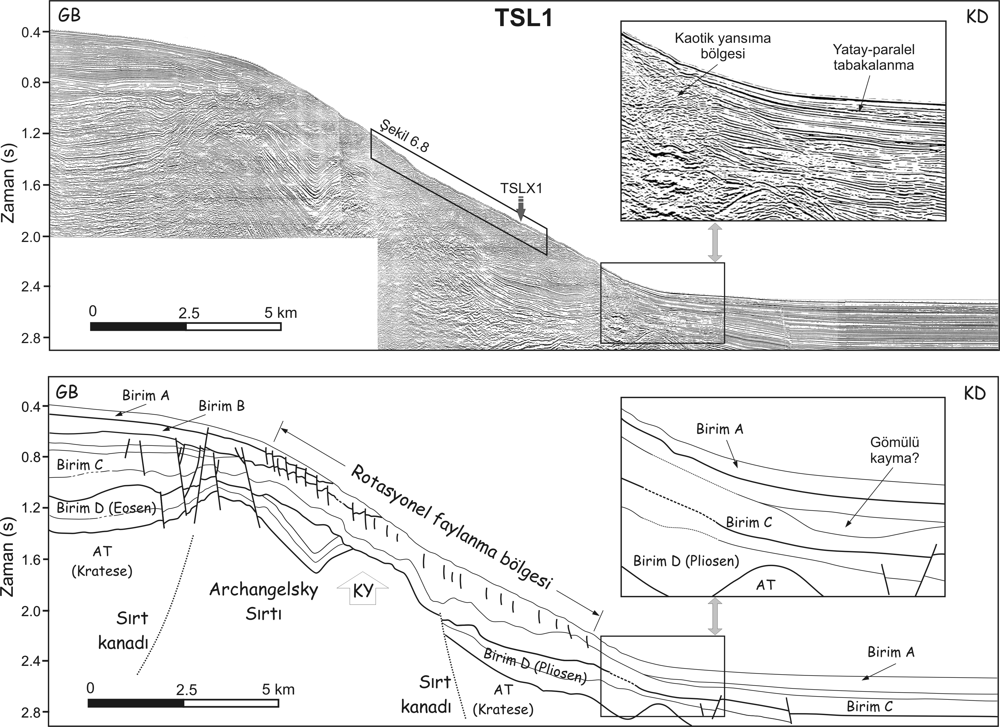 GB
TSL1
KD
Kaotik yansıma
bölgesi
Yatay-paralel
tabakalanma
0.4
0.8
1.2
1.6
2.0
2.4
2.8
Zaman (s)
Şekil 6.8
TSLX1
0
2.5
5 km
GB
KD
Birim A
Birim B
Birim C
Birim D (Eosen)
AT
(Kratese)
Sırt
kanadı
Archangelsky
Sırtı
KY
Rotasyonel faylanma bölgesi
Birim A
Gömülü
kayma?
Birim C
Birim D (Pliosen)
AT
Birim D (Pliosen)
Sırt
kanadı
AT
(Kratese)
Birim A
Birim C
0.4
0.8
1.2
1.6
2.0
2.4
2.8
Zaman (s)
0
2.5
5 km